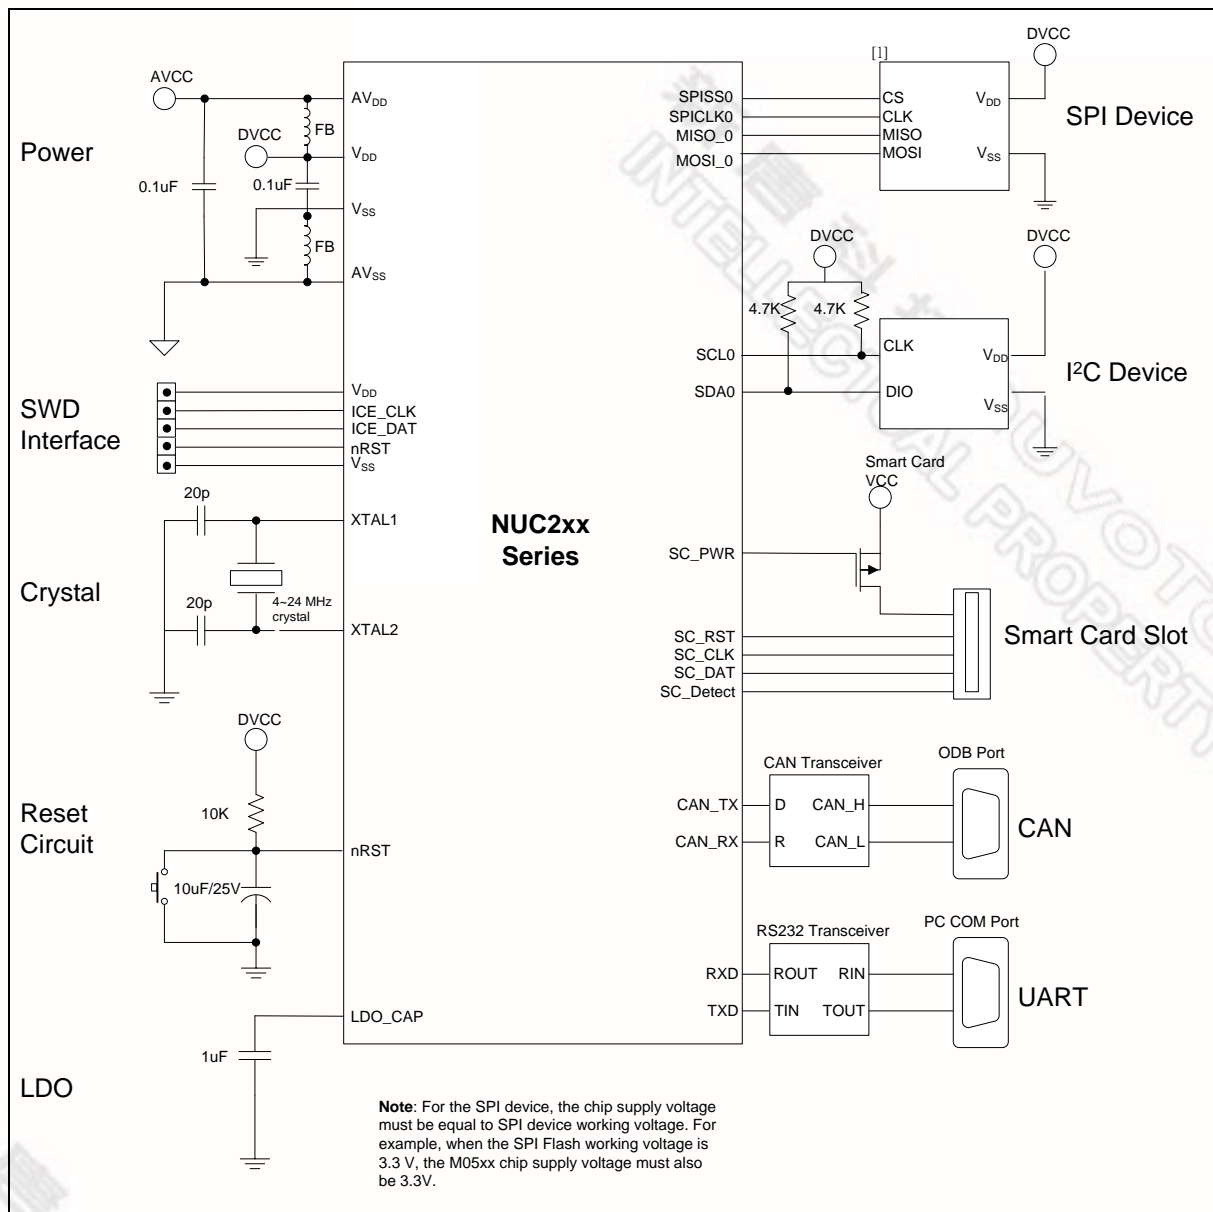 Power
AVCC
AVDD
FB
DVCC
VDD
0.1uF
0.1uF
VSS
FB
AVSS
SWD
Interface
VDD
ICE_CLK
ICE_DAT
nRST
VSS
Crystal
20p
XTAL1
20p
4~24 MHz
crystal
XTAL2
Reset
Circuit
DVCC
10K
nRST
10uF/25V
LDO
LDO_CAP
1uF
NUC2xx
Series
SPISS0
SPICLK0
MISO_0
MOSI_0
[1]
CS
CLK
MISO
MOSI
VDD
VSS
DVCC
SPI Device
DVCC
4.7K
4.7K
SCL0
SDA0
CLK
DIO
VDD
VSS
DVCC
I2C Device
Smart Card
VCC
SC_PWR
SC_RST
SC_CLK
SC_DAT
SC_Detect
Smart Card Slot
CAN Transceiver
ODB Port
CAN_TX
D
CAN_H
CAN_RX
R
CAN_L
CAN
RS232 Transceiver
PC COM Port
RXD
ROUT
RIN
TXD
TIN
TOUT
UART
Note: For the SPI device, the chip supply voltage
must be equal to SPI device working voltage. For
example, when the SPI Flash working voltage is
3.3 V, the M05xx chip supply voltage must also
be 3.3V.
INTELLECTUAL PROPERTY
NUVOTO